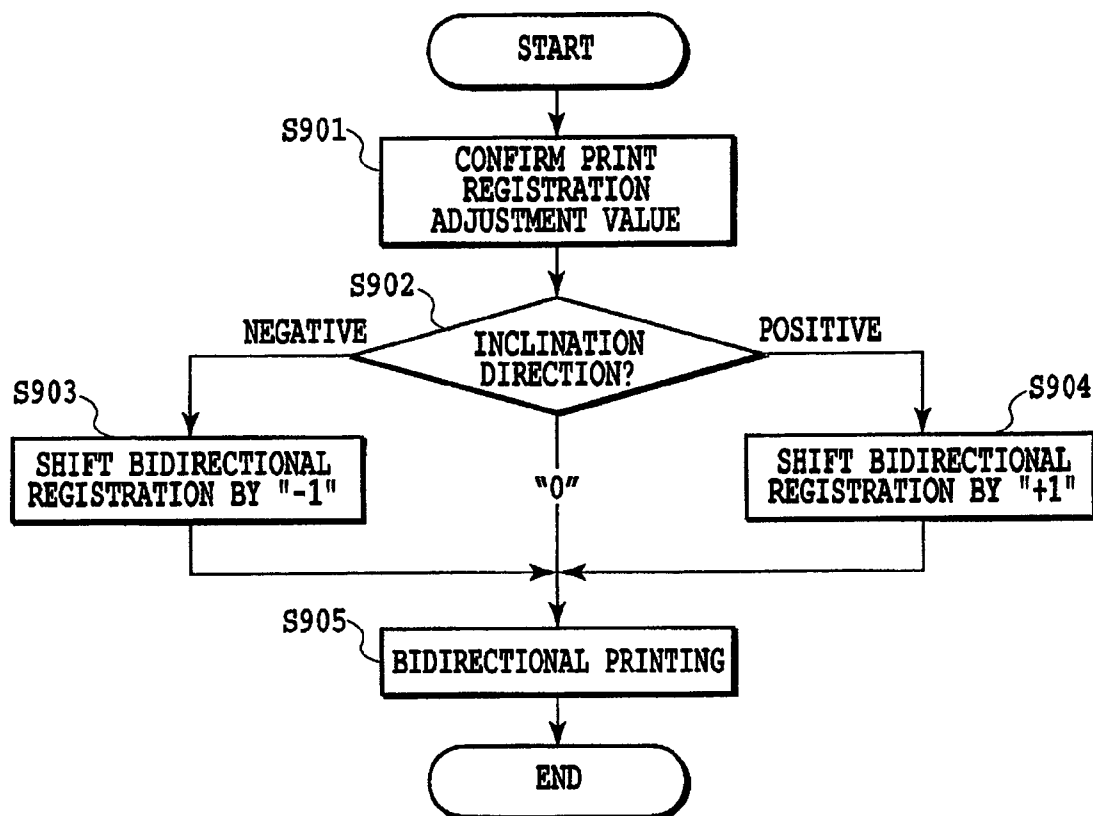 START
S901
CONFIRM PRINT
REGISTRATION
ADJUSTMENT VALUE
S902
NEGATIVE
POSITIVE
INCLINATION
DIRECTION?
S903
S904
SHIFT BIDIRECTIONAL
REGISTRATION BY "-1"
"0"
SHIFT BIDIRECTIONAL
REGISTRATION BY "+1"
S905
BIDIRECTIONAL PRINTING
END